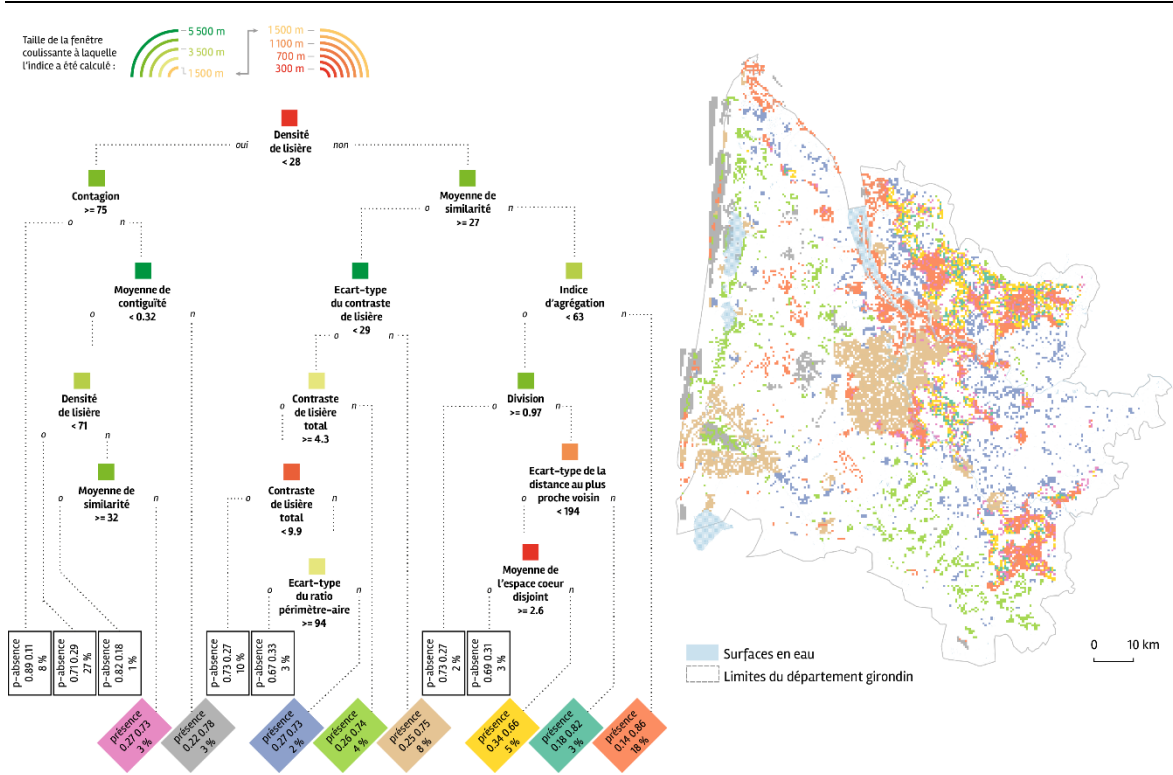 Taille de la fenêtre
coulissante à laquelle
l'indice a été calculé :
5 500 m
3 500 m
1 500 m
1 500 m
1 100 m
700 m
300 m
Densité
de lisière
< 28
oui
non
Contagion
>= 75
o
n
Moyenne de
similarité
>= 27
o
n
Moyenne de
contiguïté
< 0.32
o
n
Ecart-type
du contraste
de lisière
< 29
o
n
Indice
d'agrégation
< 63
o
n
Densité
de lisière
< 71
o
n
Contraste
de lisière
total
>= 4.3
o
n
Division
>= 0.97
o
n
Moyenne de
similarité
>= 32
o
n
Contraste
de lisière
total
< 9.9
o
n
Ecart-type de la
distance au plus
proche voisin
< 194
o
n
Ecart-type
du ratio
périmètre-aire
>= 94
o
n
Moyenne de
l'espace coeur
disjoint
>= 2.6
o
n
p-absence
0.89 0.11
8 %
p-absence
0.71 0.29
27 %
p-absence
0.82 0.18
1 %
p-absence
0.73 0.27
10 %
p-absence
0.67 0.33
3 %
p-absence
0.73 0.27
2 %
p-absence
0.69 0.31
3 %
présence
0.27 0.73
3 %
présence
0.22 0.78
3 %
présence
0.27 0.73
2 %
présence
0.26 0.74
4 %
présence
0.25 0.75
8 %
présence
0.34 0.66
5 %
présence
0.18 0.82
3 %
présence
0.14 0.86
18 %
Surfaces en eau
Limites du département girondin
0 10 km